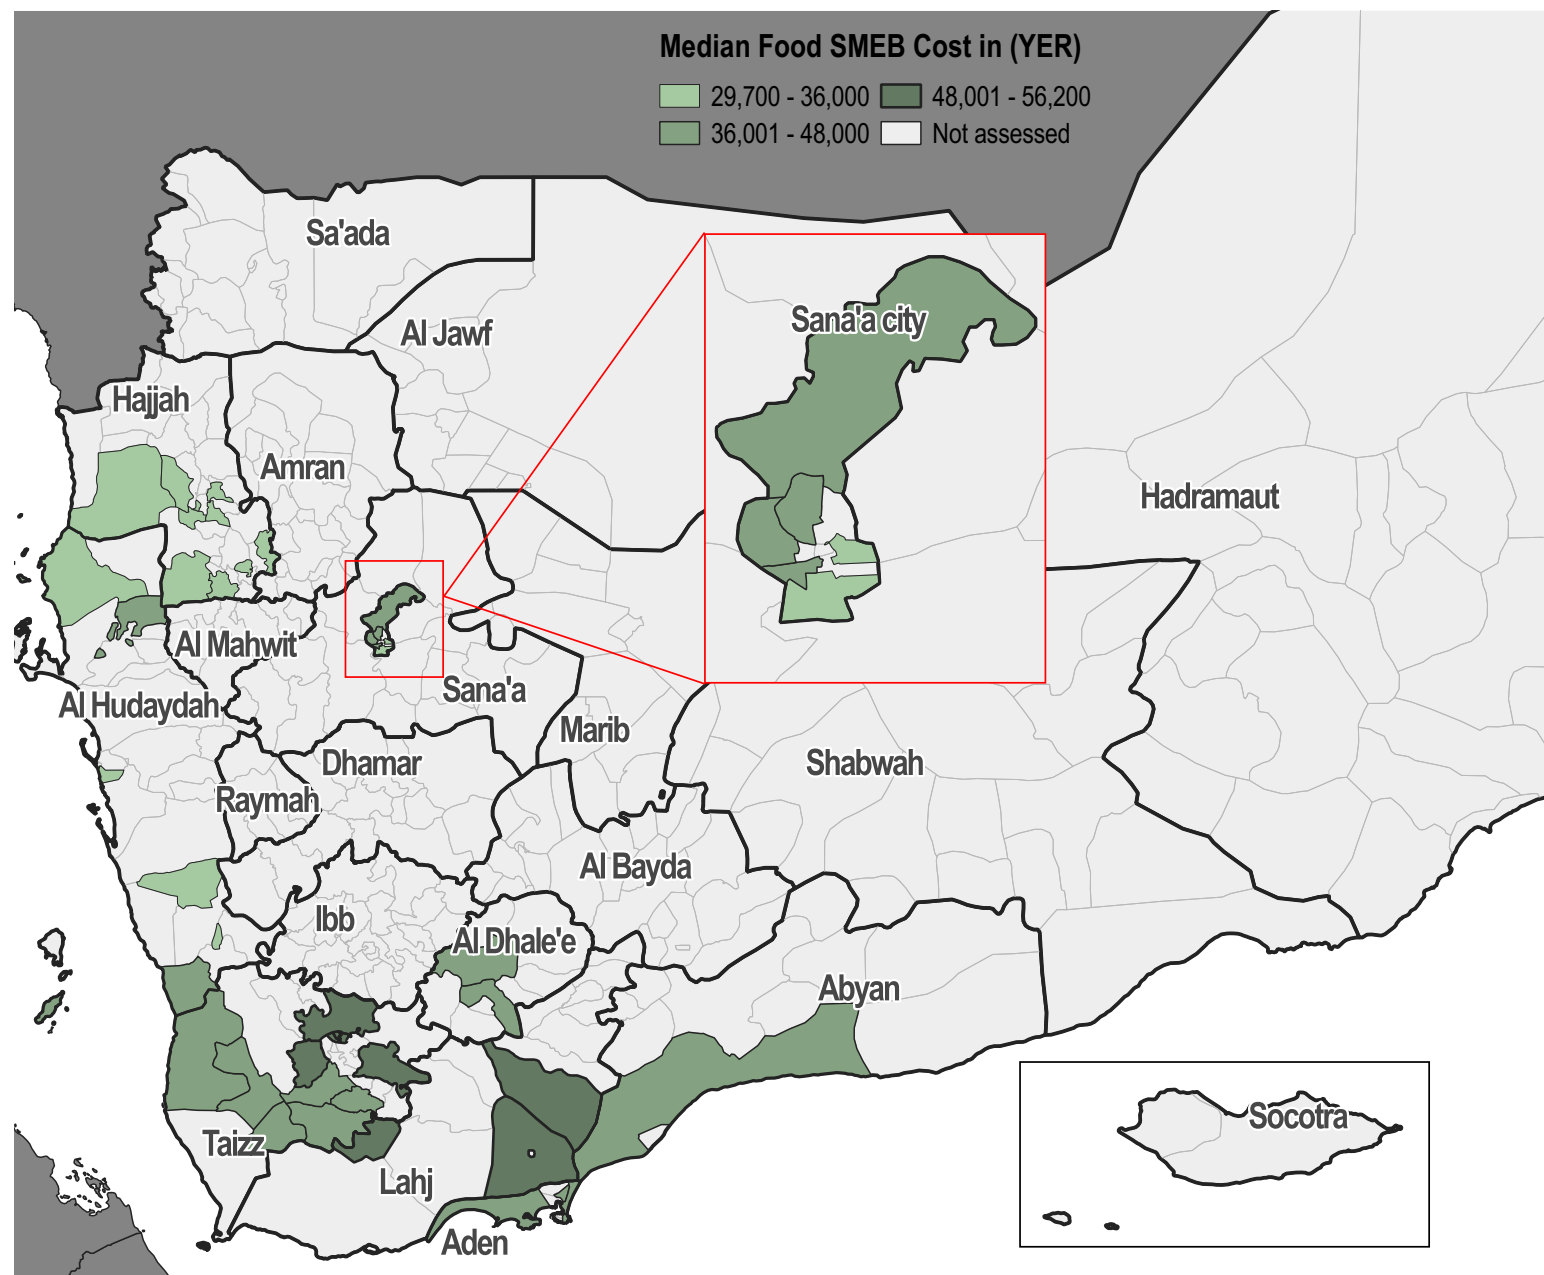 Median Food SMEB Cost in (YER)
29,700 - 36,000
48,001 - 56,200
36,001 - 48,000
Not assessed
Sa'ada
Al Jawf
Sana'a city
Hajjah
Amran
Hadramaut
Al Mahwit
Sana'a
Al Hudaydah
Marib
Dhamar
Shabwah
Raymah
Al Bayda
Ibb
Al Dhale'e
Abyan
Socotra
Taizz
Lahj
Aden